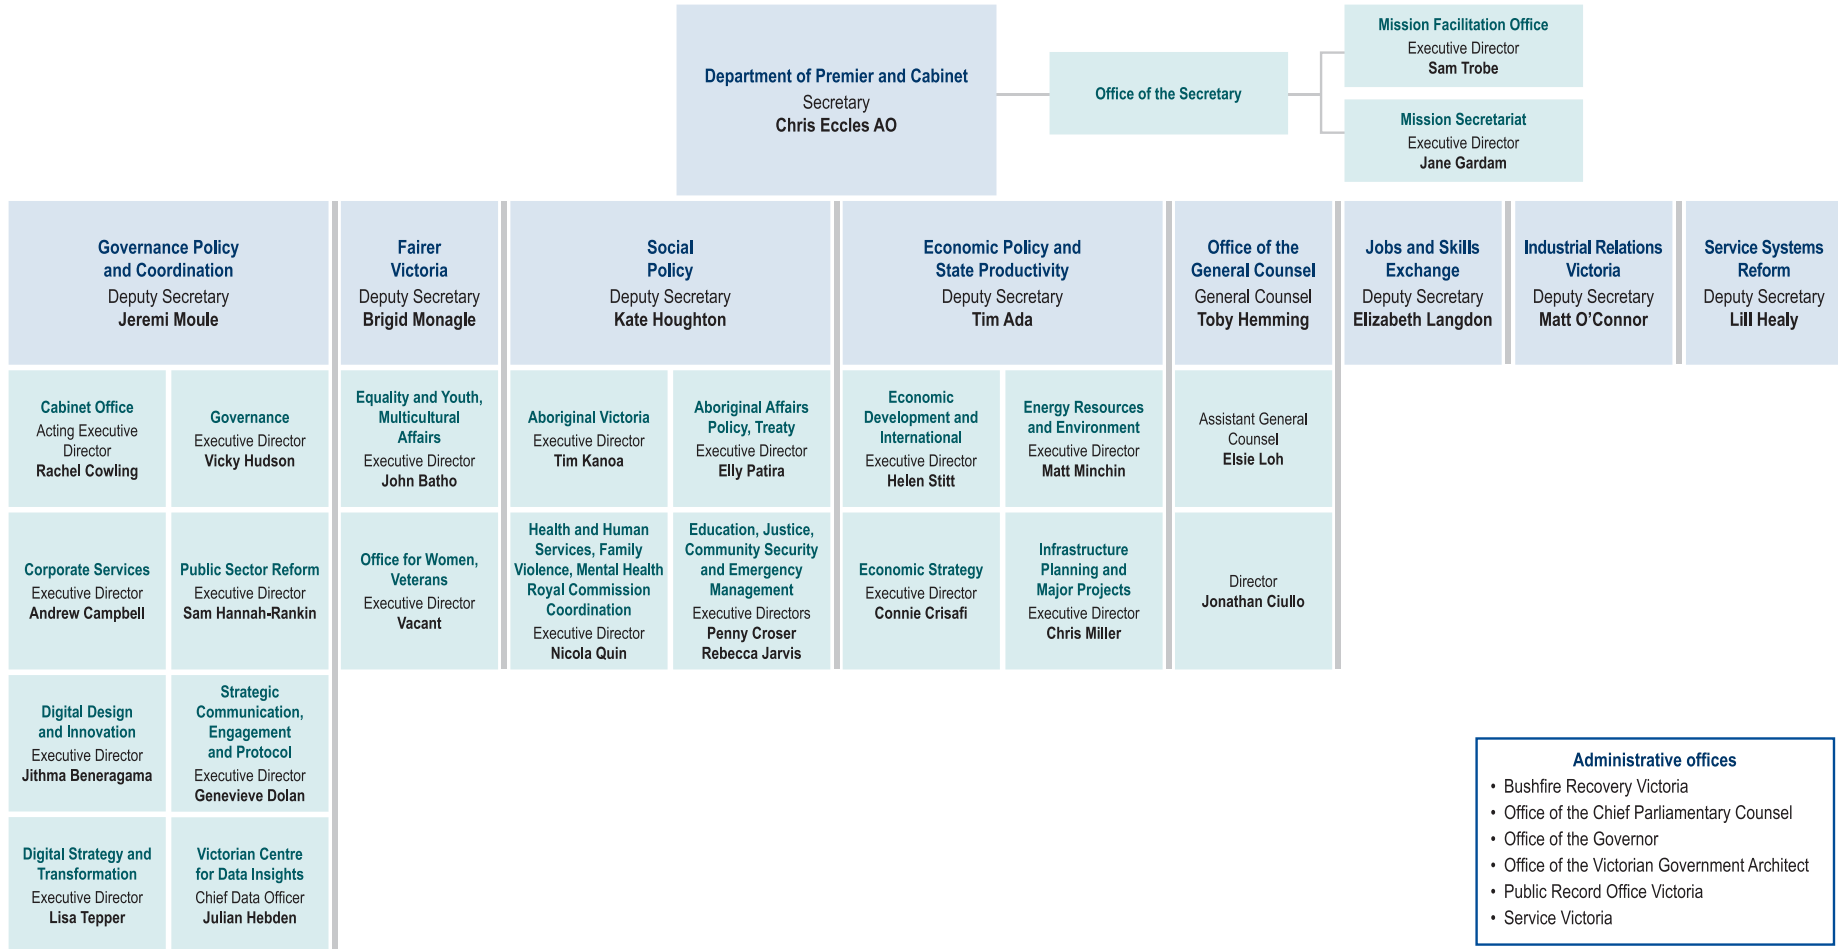 Department of Premier and Cabinet
Secretary
Chris Eccles AO
Office of the Secretary
Mission Facilitation Office
Executive Director
Sam Trobe
Mission Secretariat
Executive Director
Jane Gardam
Governance Policy
and Coordination
Deputy Secretary
Jeremi Moule
Fairer
Victoria
Deputy Secretary
Brigid Monagle
Social
Policy
Deputy Secretary
Kate Houghton
Economic Policy and
State Productivity
Deputy Secretary
Tim Ada
Office of the
General Counsel
General Counsel
Toby Hemming
Jobs and Skills
Exchange
Deputy Secretary
Elizabeth Langdon
Industrial Relations
Victoria
Deputy Secretary
Matt O’Connor
Service Systems
Reform
Deputy Secretary
Lill Healy
Cabinet Office
Acting Executive
Director
Rachel Cowling
Governance
Executive Director
Vicky Hudson
Equality and Youth,
Multicultural
Affairs
Executive Director
John Batho
Aboriginal Victoria
Executive Director
Tim Kanoa
Aboriginal Affairs
Policy, Treaty
Executive Director
Elly Patira
Economic
Development and
International
Executive Director
Helen Stitt
Energy Resources
and Environment
Executive Director
Matt Minchin
Assistant General
Counsel
Elsie Loh
Corporate Services
Executive Director
Andrew Campbell
Public Sector Reform
Executive Director
Sam Hannah-Rankin
Office for Women,
Veterans
Executive Director
Vacant
Health and Human
Services, Family
Violence, Mental Health
Royal Commission
Coordination
Executive Director
Nicola Quin
Education, Justice,
Community Security
and Emergency
Management
Executive Directors
Penny Croser
Rebecca Jarvis
Economic Strategy
Executive Director
Connie Crisafi
Infrastructure
Planning and
Major Projects
Executive Director
Chris Miller
Director
Jonathan Ciullo
Digital Design
and Innovation
Executive Director
Jithma Beneragama
Strategic
Communication,
Engagement
and Protocol
Executive Director
Genevieve Dolan
Digital Strategy and
Transformation
Executive Director
Lisa Tepper
Victorian Centre
for Data Insights
Chief Data Officer
Julian Hebden
Administrative offices
• Bushfire Recovery Victoria
• Office of the Chief Parliamentary Counsel
• Office of the Governor
• Office of the Victorian Government Architect
• Public Record Office Victoria
• Service Victoria